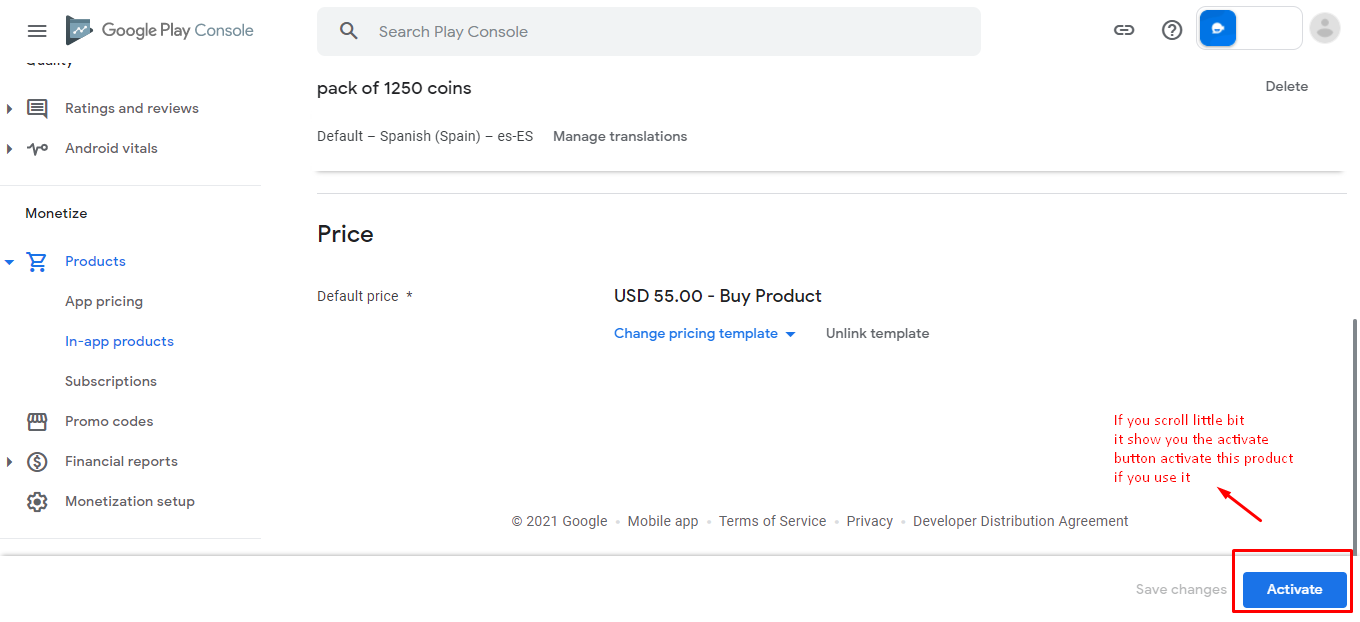 Google Play Console
Search Play Console
Quality
Ratings and reviews
Android vitals
Monetize
Products
App pricing
In-app products
Subscriptions
Promo codes
Financial reports
Monetization setup
pack of 1250 coins
Delete
Default – Spanish (Spain) – es-ES Manage translations
Price
Default price *
USD 55.00 - Buy Product
Change pricing template Unlink template
If you scroll little bit
it show you the activate
button activate this product
if you use it
© 2021 Google • Mobile app • Terms of Service • Privacy • Developer Distribution Agreement
Save changes Activate